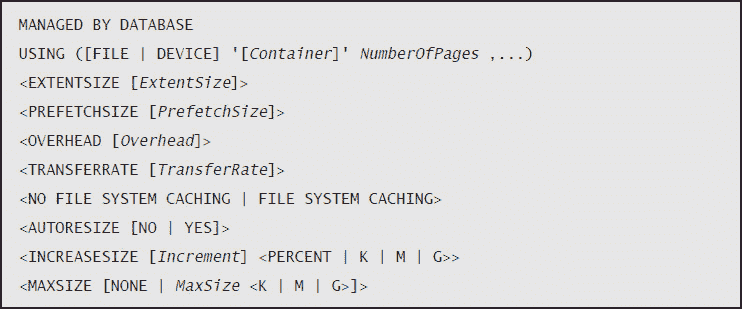 MANAGED BY DATABASE
USING ([FILE | DEVICE] '[Container]' NumberOfPages ,...)
<EXTENTSIZE [ExtentSize]>
<PREFETCHSIZE [PrefetchSize]>
<OVERHEAD [Overhead]>
<TRANSFERRATE [TransferRate]>
<NO FILE SYSTEM CACHING | FILE SYSTEM CACHING>
<AUTORESIZE [NO | YES]>
<INCREASESIZE [Increment] <PERCENT | K | M | G>>
<MAXSIZE [NONE | MaxSize <K | M | G>]>